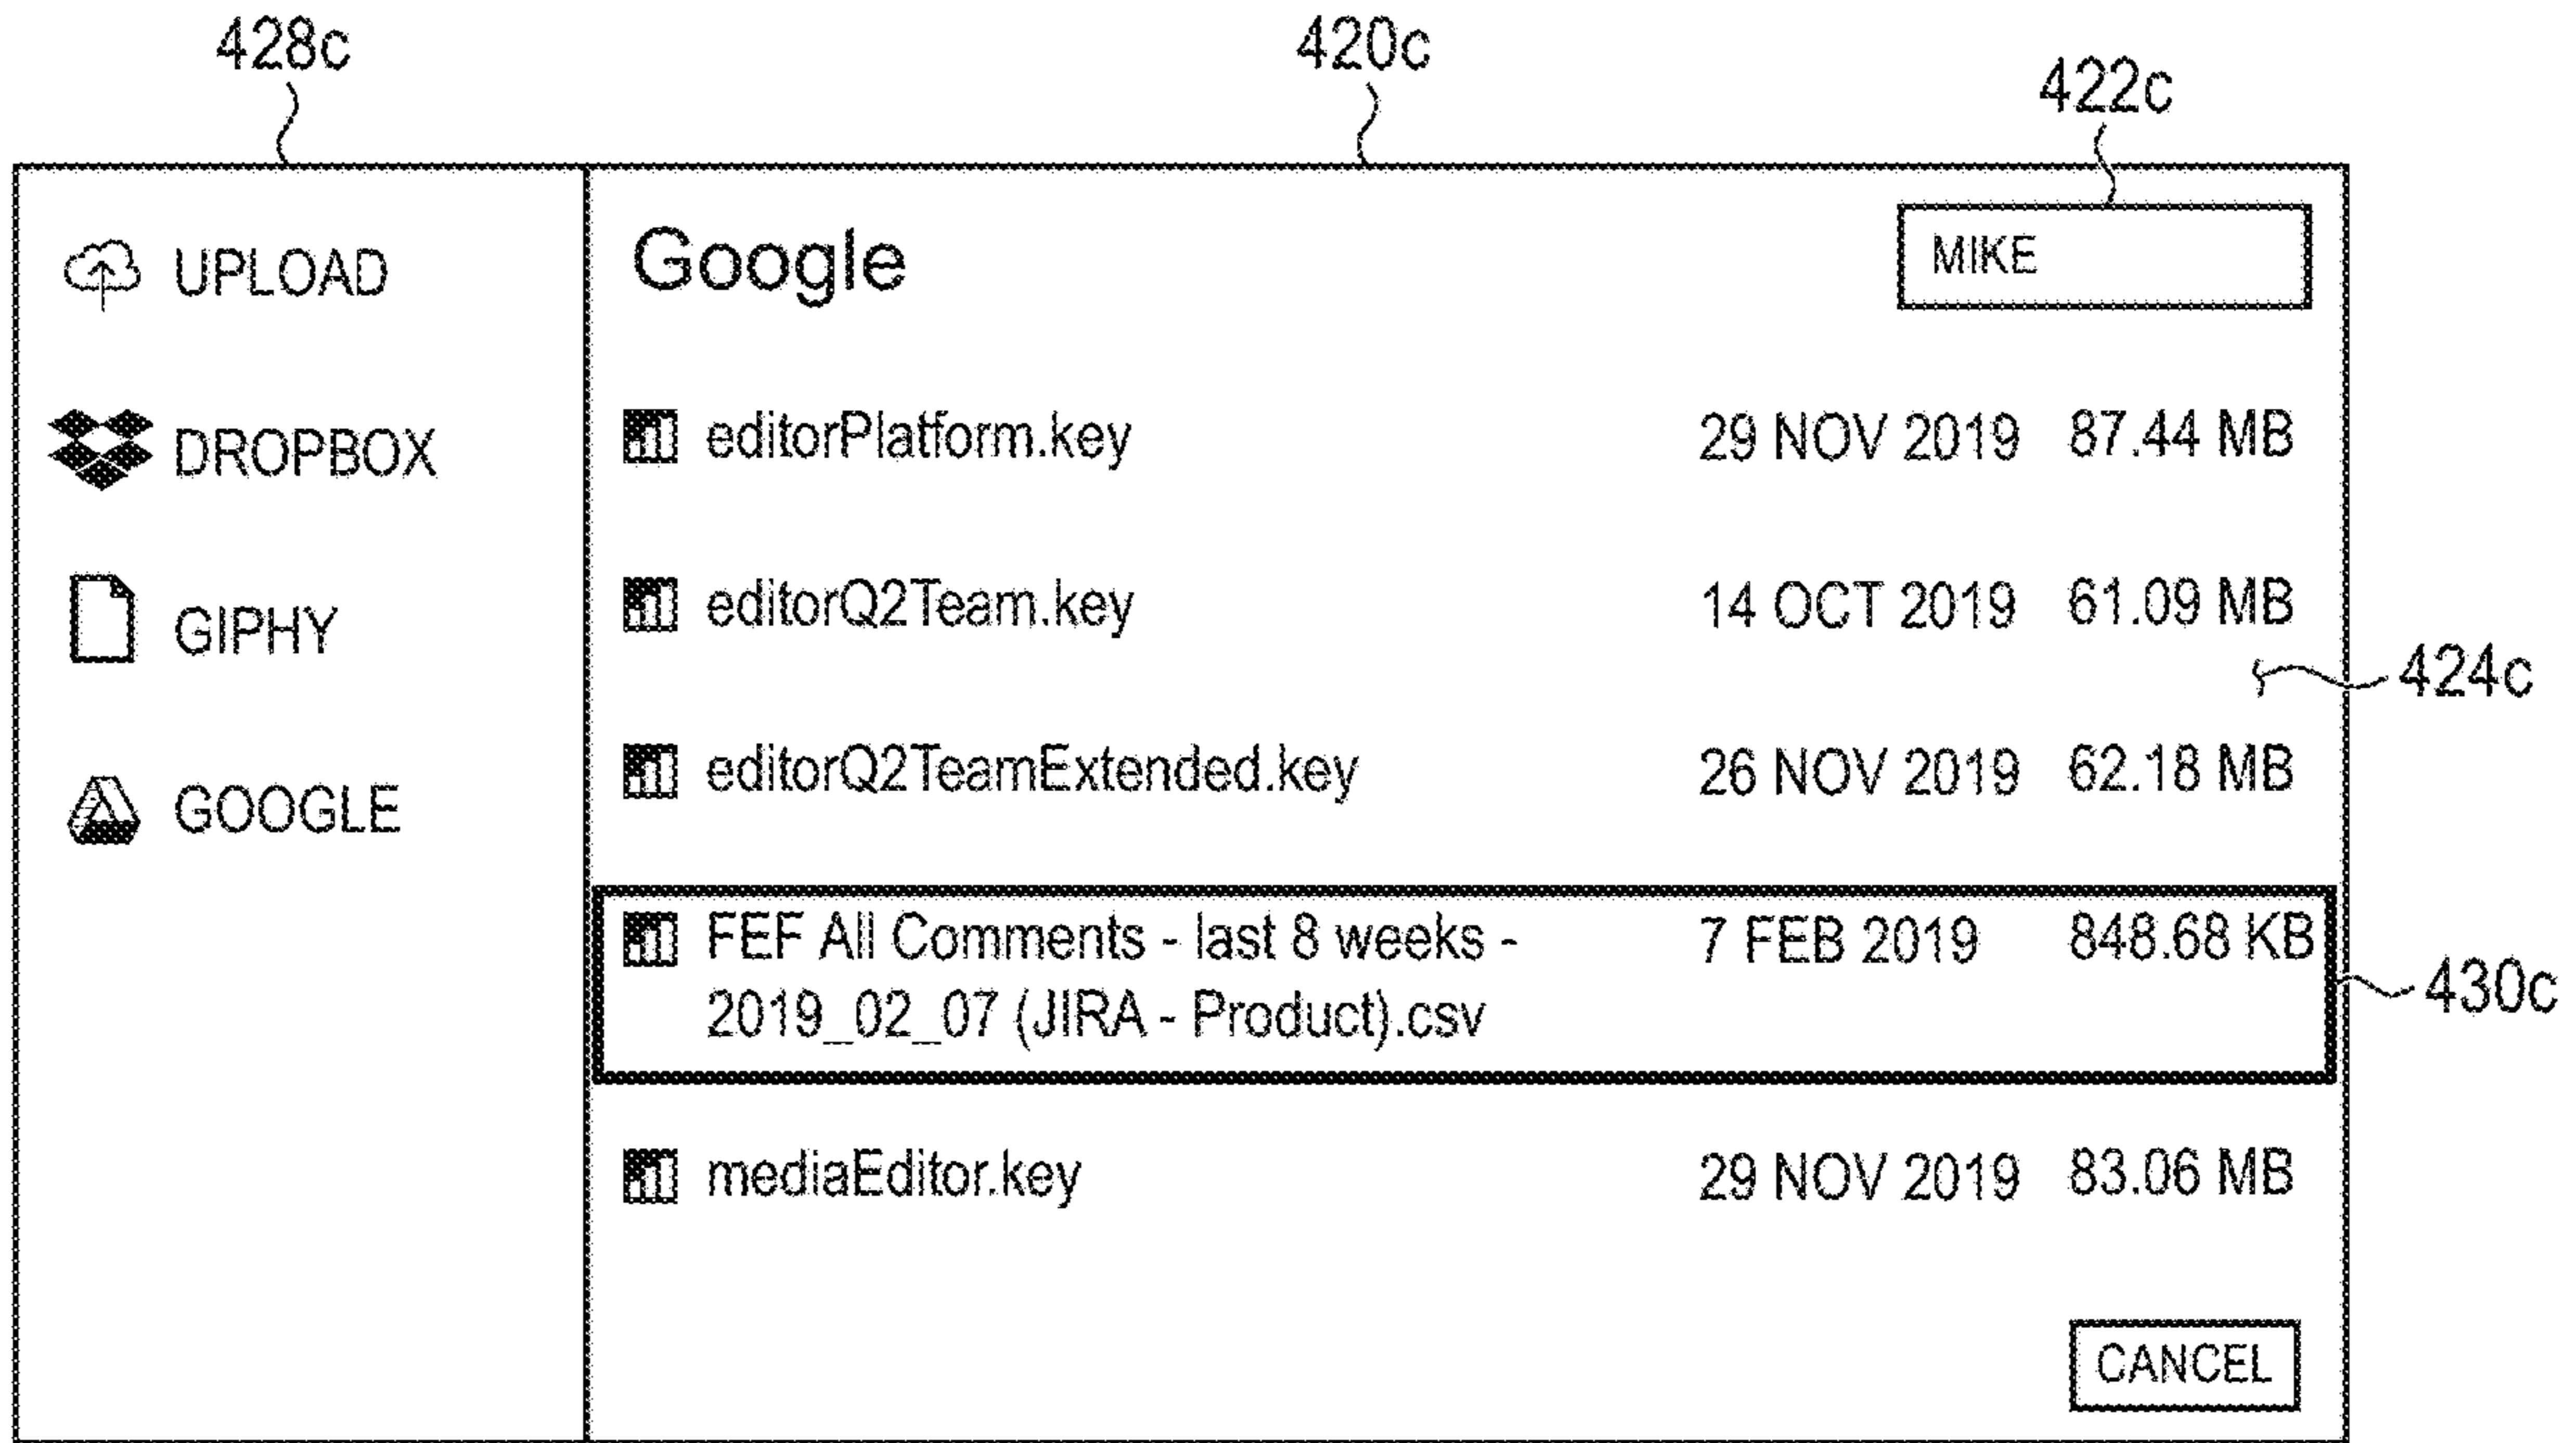 428c
420c
422c
UPLOAD
DROPBOX
GIPHY
GOOGLE
Google
MIKE
editorPlatform.key 29 NOV 2019 87.44 MB
editorQ2Team.key 14 OCT 2019 61.09 MB
424c
editorQ2TeamExtended.key 26 NOV 2019 62.18 MB
FEF All Comments - last 8 weeks - 7 FEB 2019 848.68 KB
2019_02_07 (JIRA - Product).csv
430c
mediaEditor.key 29 NOV 2019 83.06 MB
CANCEL